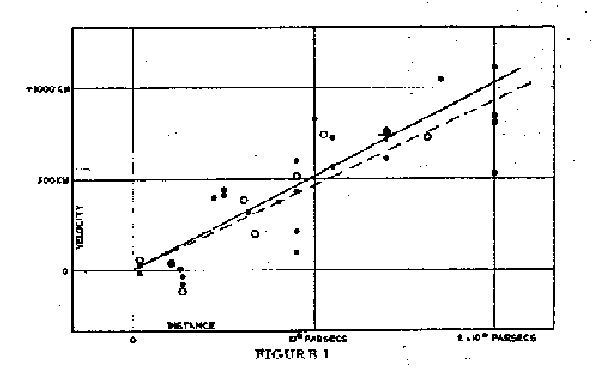 +1000 KM
500 KM
VELOCITY
0
DISTANCE
0
10⁶ PARSECS
2×10⁶ PARSECS
FIGURE 1